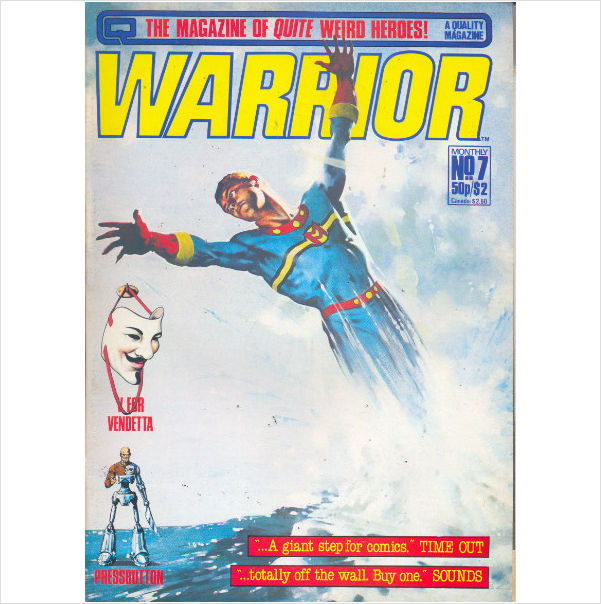 Q THE MAGAZINE OF QUITE WEIRD HEROES! A QUALITY
MAGAZINE
WARRIOR
TM
MONTHLY
No 7
50p/$2
Canada: $2.50
V FOR
VENDETTA
PRESSBUTTON
"...A giant step for comics." TIME OUT
"...totally off the wall. Buy one." SOUNDS